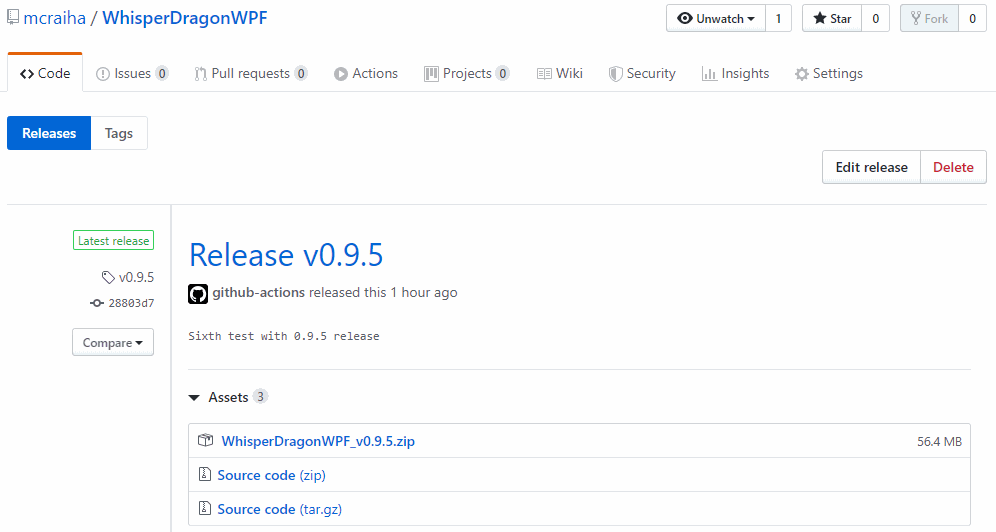 mcraiha / WhisperDragonWPF
Unwatch 1 Star 0 Fork 0
Code Issues 0 Pull requests 0 Actions Projects 0 Wiki Security Insights Settings
Releases Tags
Edit release Delete
Latest release
v0.9.5
28803d7
Compare
Release v0.9.5
github-actions released this 1 hour ago
Sixth test with 0.9.5 release
Assets 3
WhisperDragonWPF_v0.9.5.zip 56.4 MB
Source code (zip)
Source code (tar.gz)